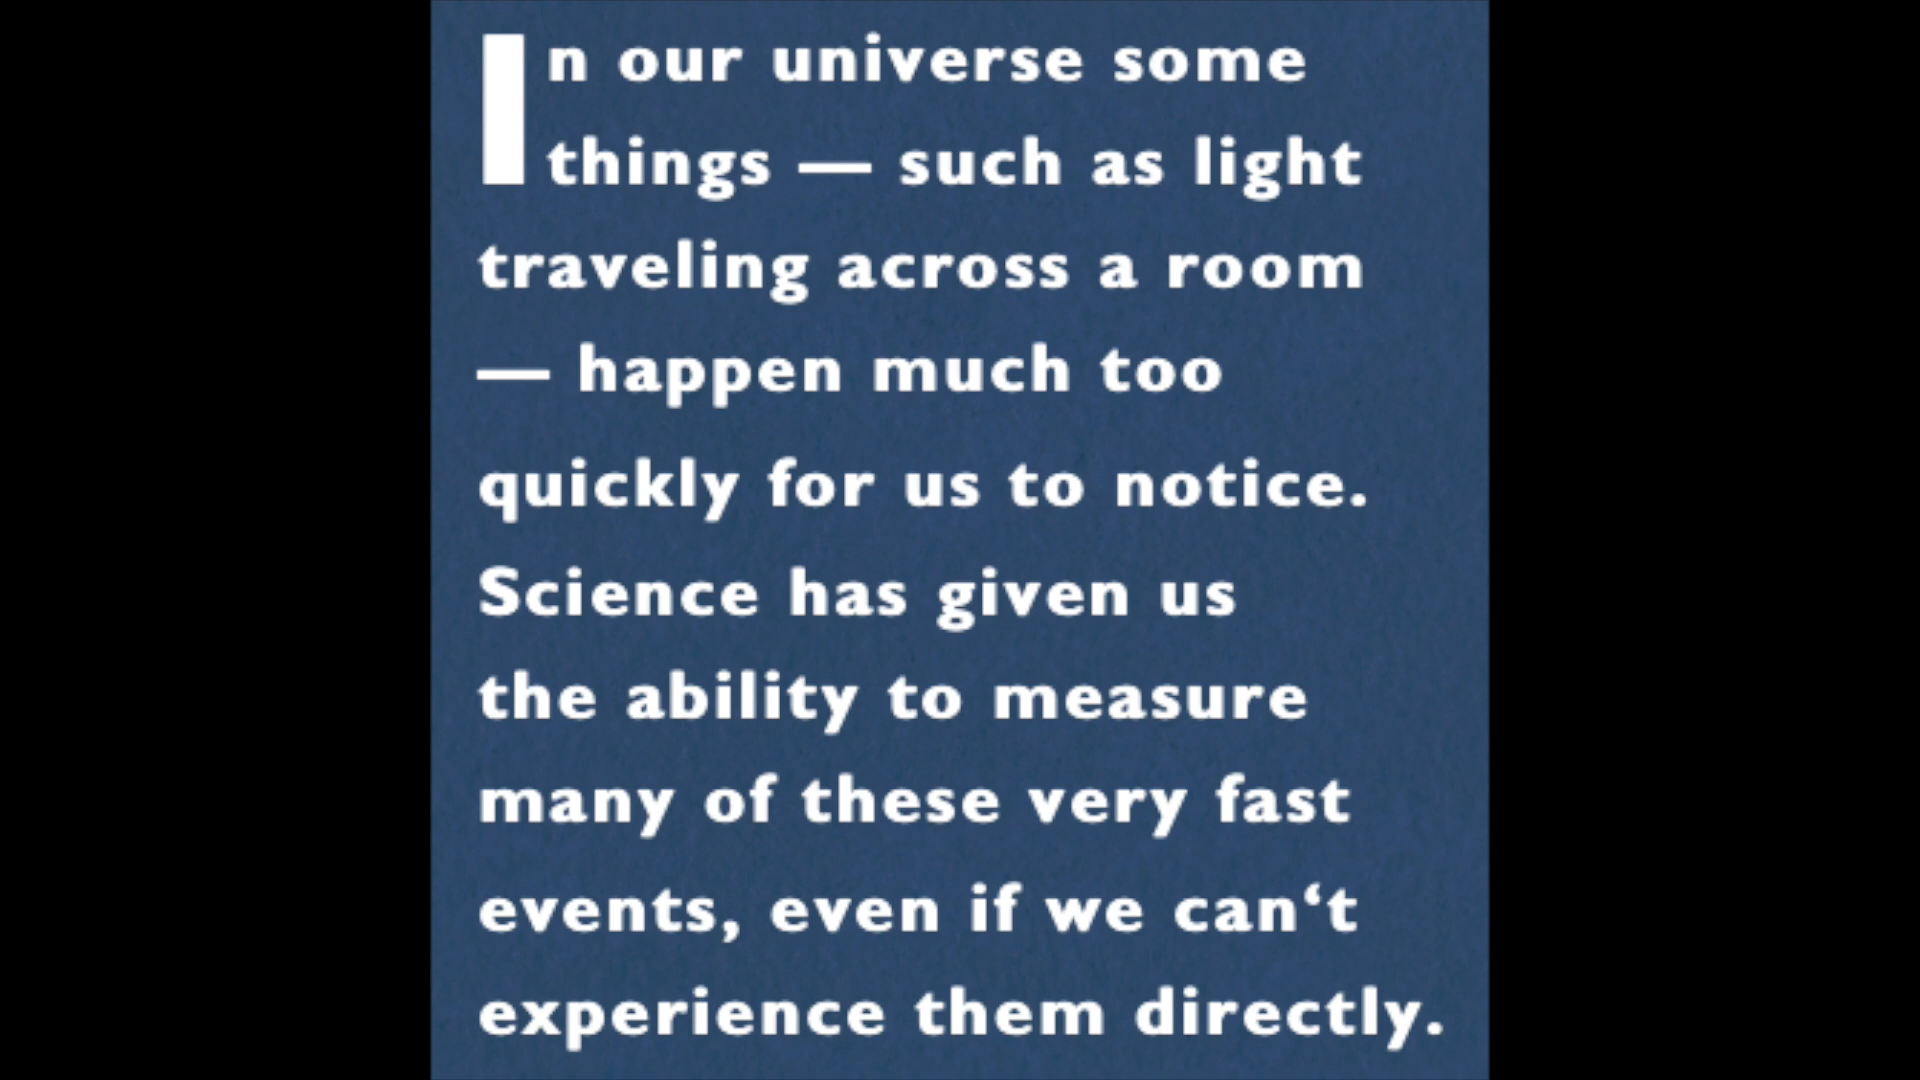 In our universe some
things — such as light
traveling across a room
— happen much too
quickly for us to notice.
Science has given us
the ability to measure
many of these very fast
events, even if we can‘t
experience them directly.